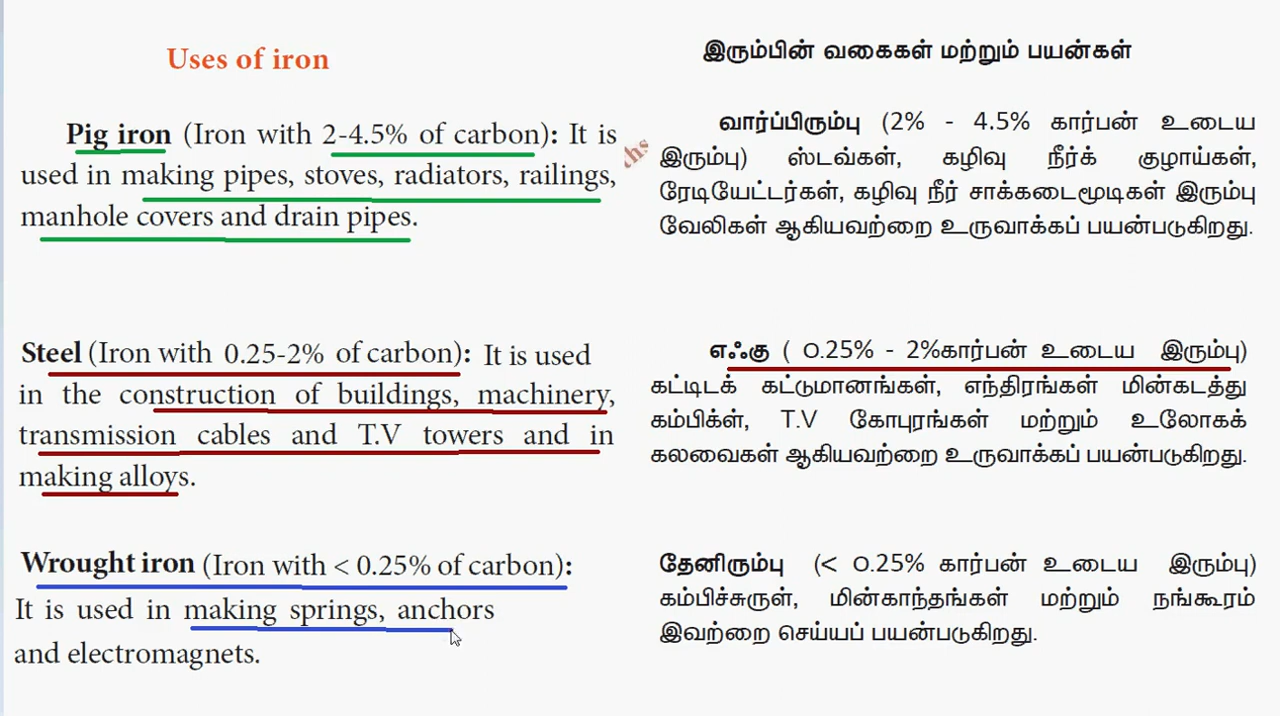 Uses of iron
Pig iron (Iron with 2-4.5% of carbon): It is
used in making pipes, stoves, radiators, railings,
manhole covers and drain pipes.
Steel (Iron with 0.25-2% of carbon): It is used
in the construction of buildings, machinery,
transmission cables and T.V towers and in
making alloys.
Wrought iron (Iron with < 0.25% of carbon):
It is used in making springs, anchors
and electromagnets.
இரும்பின் வகைகள் மற்றும் பயன்கள்
வார்ப்பிரும்பு (2% - 4.5% கார்பன் உடைய
இரும்பு) ஸ்டவ்கள், கழிவு நீர்க் குழாய்கள்,
ரேடியேட்டர்கள், கழிவு நீர் சாக்கடைமூடிகள் இரும்பு
வேலிகள் ஆகியவற்றை உருவாக்கப் பயன்படுகிறது.
எஃகு ( 0.25% - 2%கார்பன் உடைய இரும்பு)
கட்டிடக் கட்டுமானங்கள், எந்திரங்கள் மின்கடத்து
கம்பிக்ள், T.V கோபுரங்கள் மற்றும் உலோகக்
கலவைகள் ஆகியவற்றை உருவாக்கப் பயன்படுகிறது.
தேனிரும்பு (< 0.25% கார்பன் உடைய இரும்பு)
கம்பிச்சுருள், மின்காந்தங்கள் மற்றும் நங்கூரம்
இவற்றை செய்யப் பயன்படுகிறது.